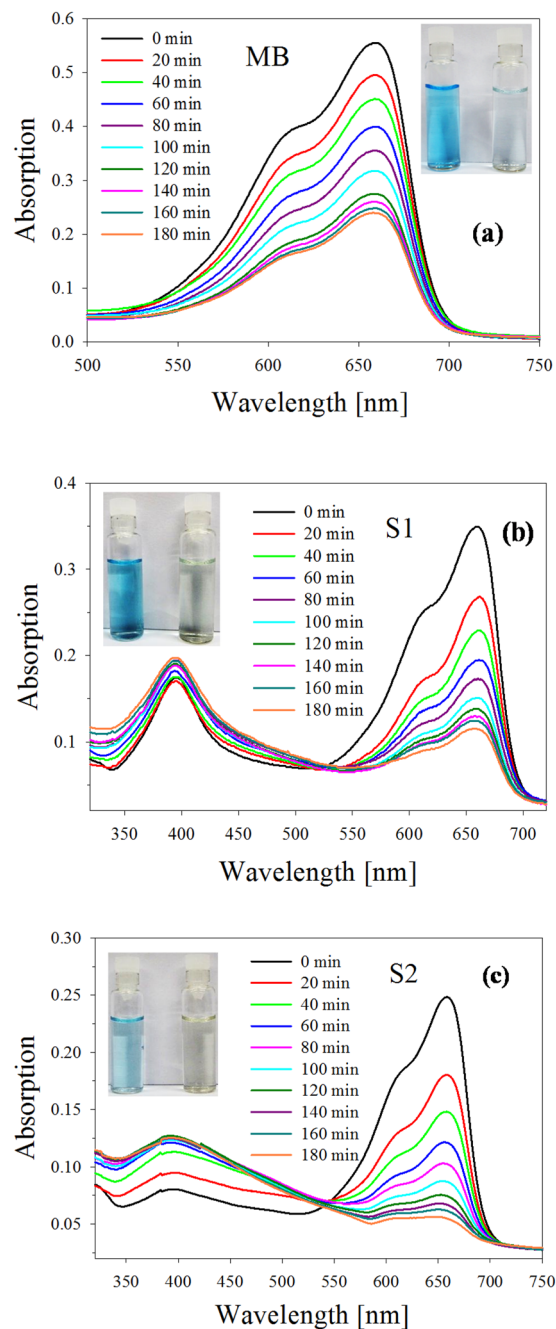 0.6
0.5
0.4
0.3
0.2
0.1
0.0
Absorption
MB
0 min
20 min
40 min
60 min
80 min
100 min
120 min
140 min
160 min
180 min
(a)
500 550 600 650 700 750
Wavelength [nm]
0.4
0.3
0.2
0.1
Absorption
0 min
20 min
40 min
60 min
80 min
100 min
120 min
140 min
160 min
180 min
S1
(b)
350 400 450 500 550 600 650 700
Wavelength [nm]
0.30
0.25
0.20
0.15
0.10
0.05
Absorption
0 min
20 min
40 min
60 min
80 min
100 min
120 min
140 min
160 min
180 min
S2
(c)
350 400 450 500 550 600 650 700 750
Wavelength [nm]